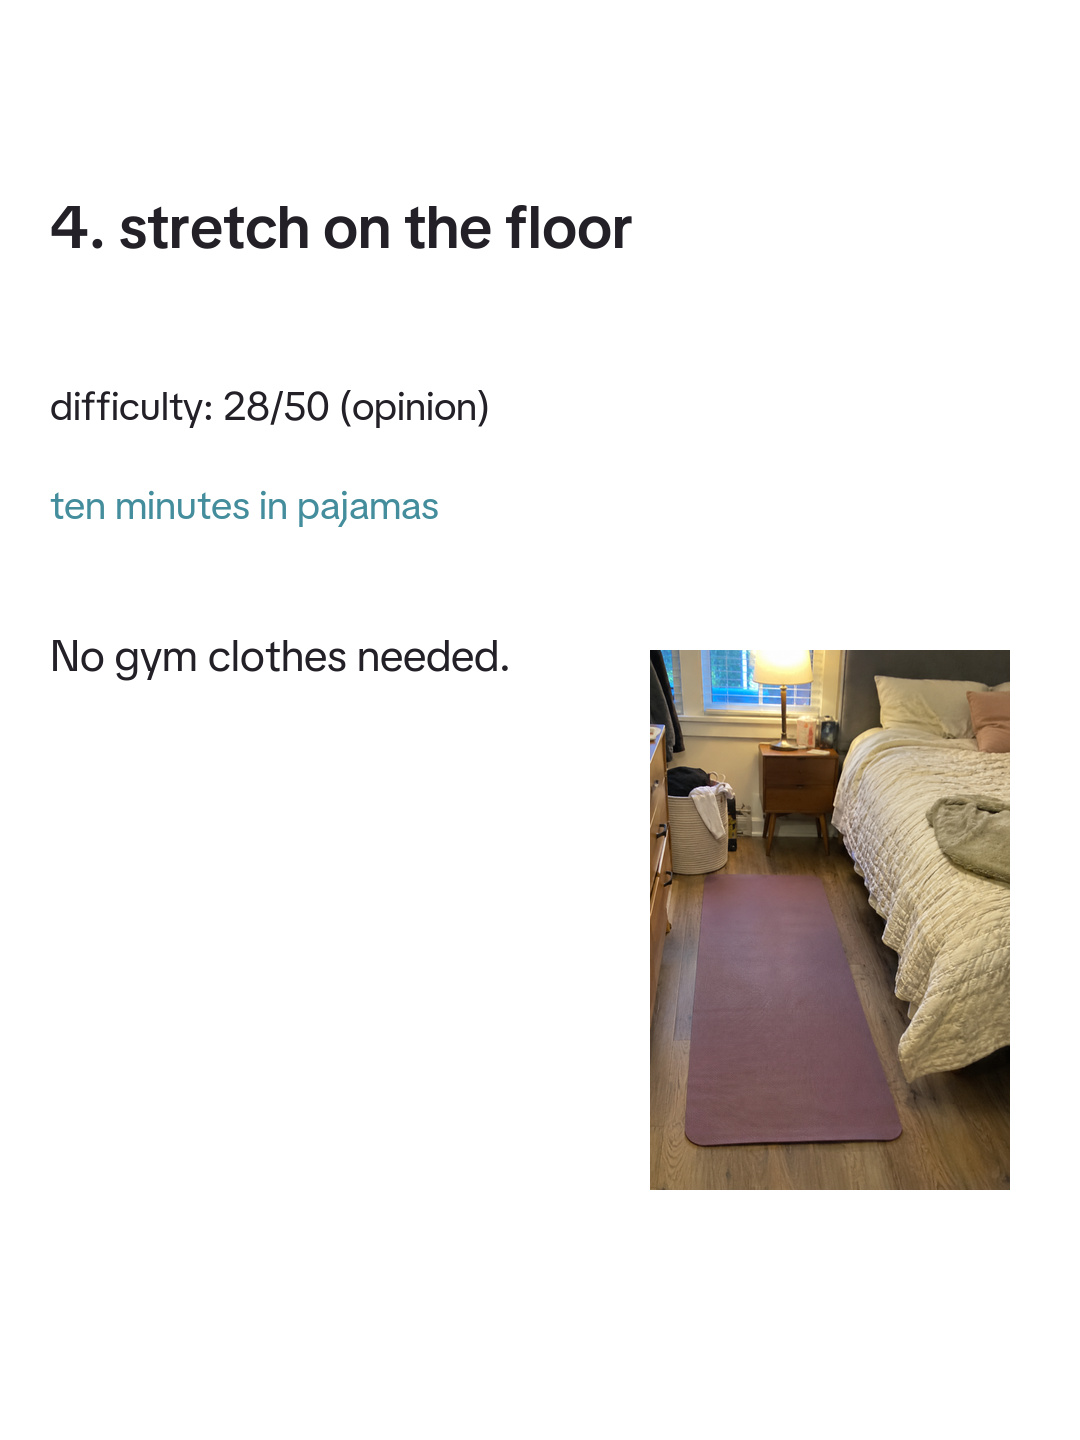 4. stretch on the floor
difficulty: 28/50 (opinion)
ten minutes in pajamas
No gym clothes needed.